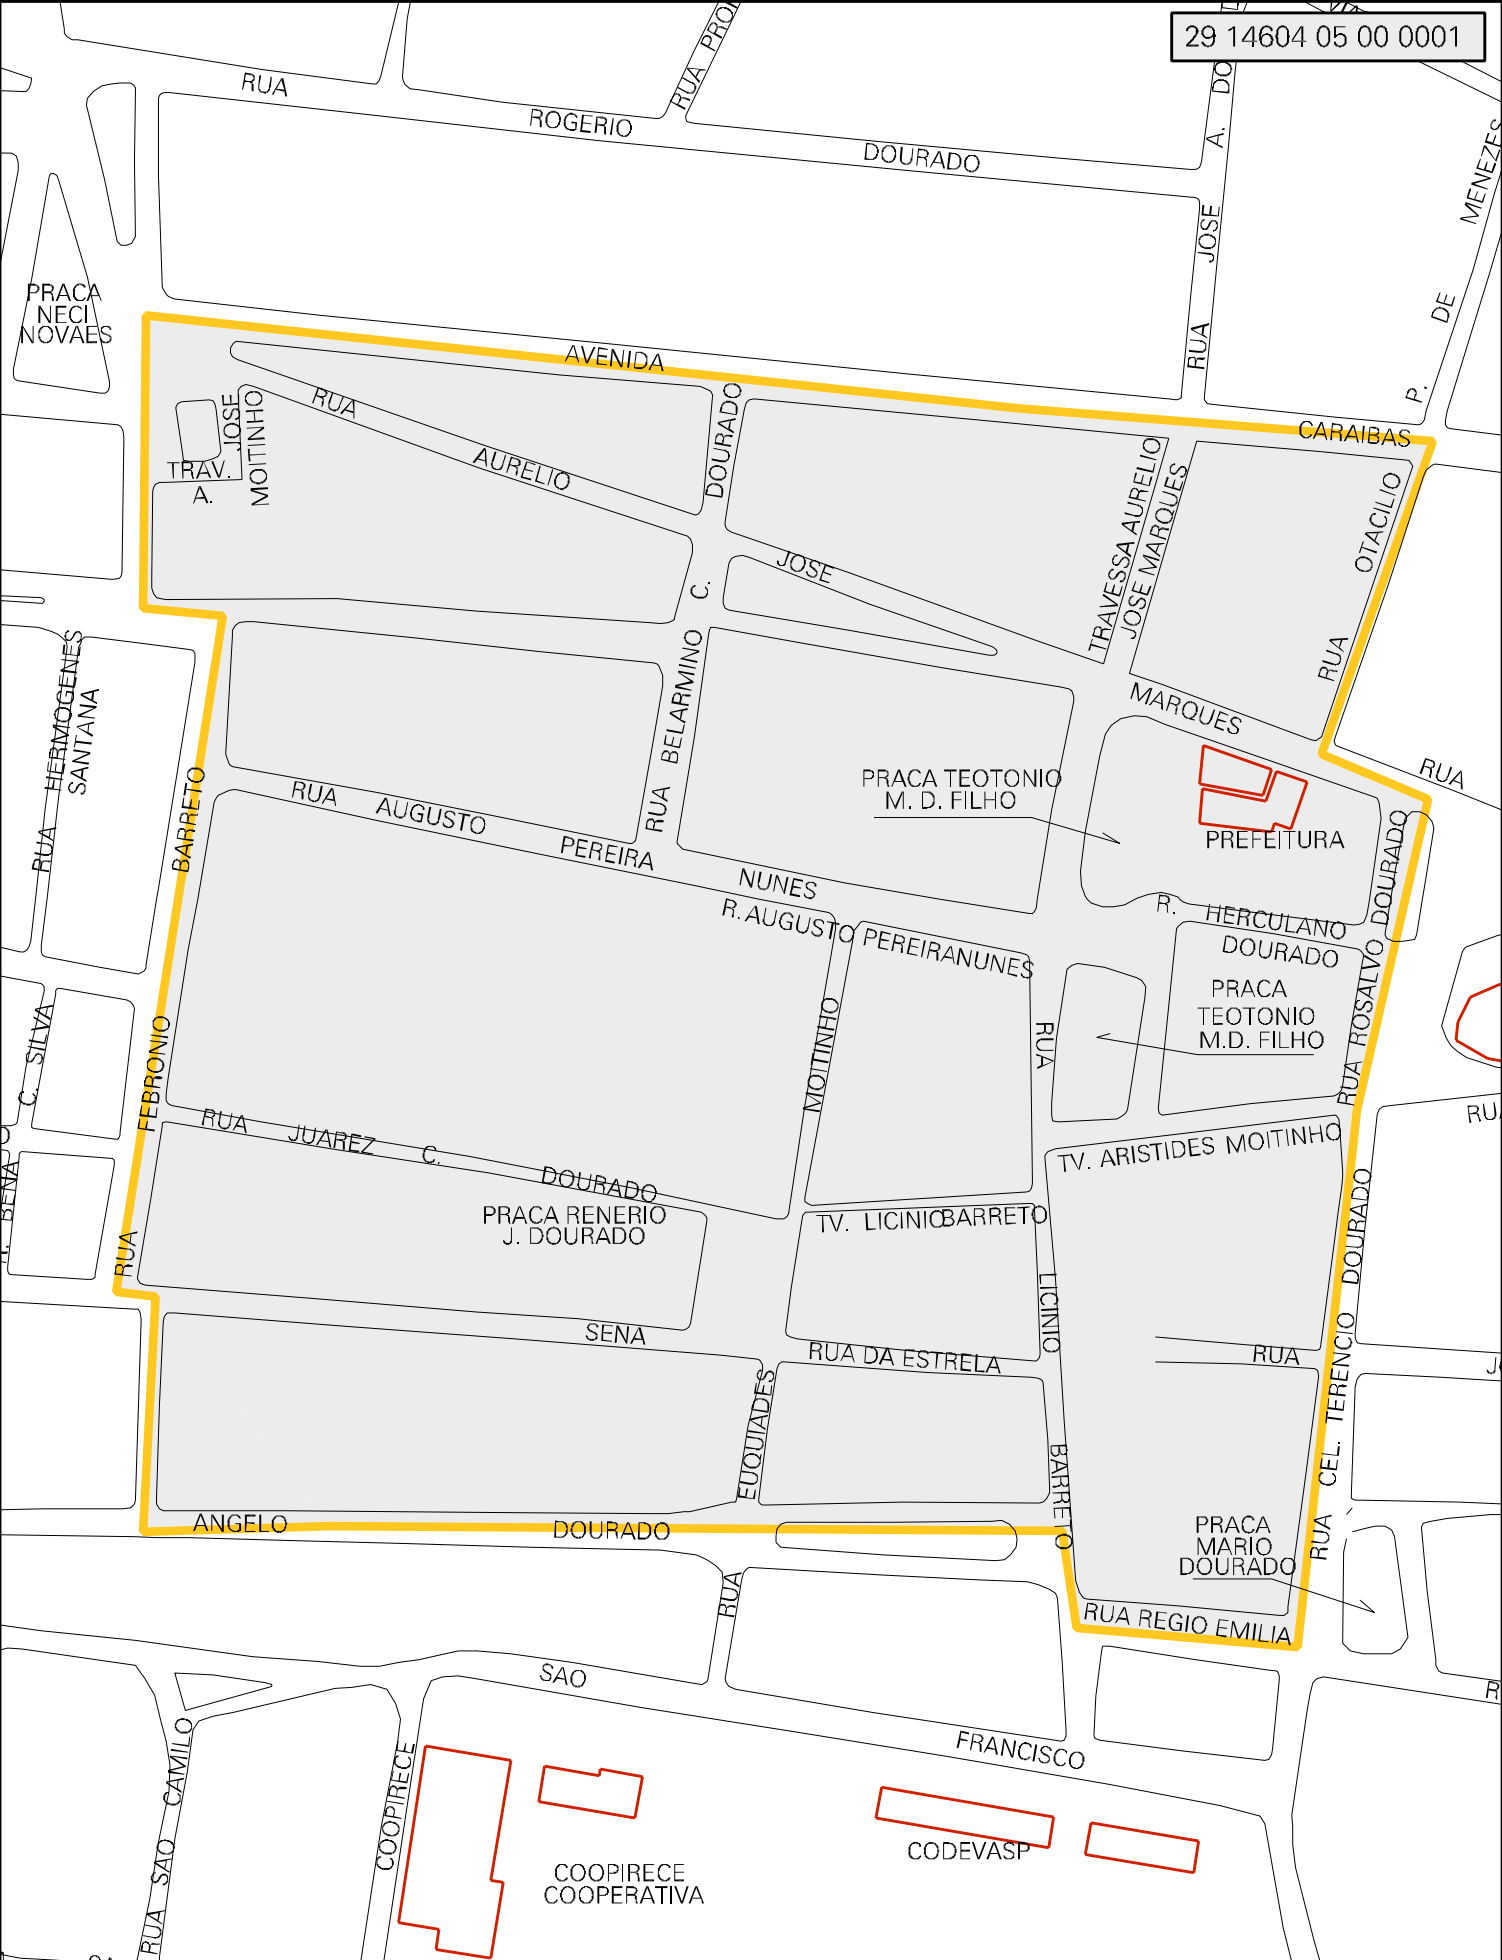 29 14604 05 00 0001
RUA
ROGERIO
DOURADO
RUA
RUA JOSE A.
MENEZES
DE
P.
PRACA
NECI
NOVAES
AVENIDA
CARAIBAS
RUA
AURELIO
JOSE
MARQUES
JOSE
MOITINHO
TRAV.
A.
DOURADO
C.
BELARMINO
RUA
TRAVESSA AURELIO
JOSE MARQUES
OTACILIO
RUA
RUA
RUA HERMOGENES
SANTANA
BARRETO
FEBRONIO
RUA
PRACA TEOTONIO
M. D. FILHO
PREFEITURA
RUA AUGUSTO
PEREIRA
NUNES
R. AUGUSTO PEREIRA NUNES
R. HERCULANO
DOURADO
RUA ROSALVO DOURADO
PRACA
TEOTONIO
M.D. FILHO
C. SILVA
BENA
MOITINHO
RUA
LICINIO
BARRETO
RUA JUAREZ C.
DOURADO
TV. ARISTIDES MOITINHO
PRACA RENERIO
J. DOURADO
TV. LICINIO BARRETO
SENA
RUA DA ESTRELA
RUA
EUQUIADES
RUA CEL. TERENCIO DOURADO
ANGELO
DOURADO
PRACA
MARIO
DOURADO
RUA
RUA REGIO EMILIA
SAO
FRANCISCO
RUA SAO CAMILO
COOPIRECE
COOPIRECE
COOPERATIVA
CODEVASP